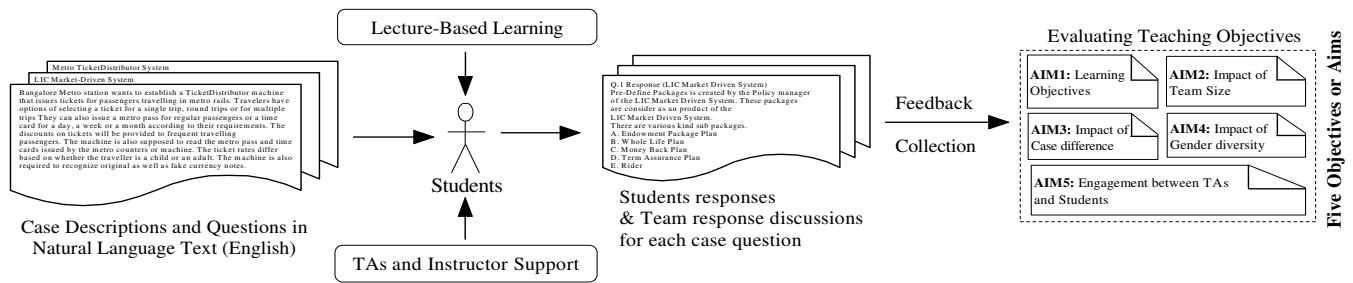 Metro TicketDistributor System
LIC Market-Driven System
Bangalore Metro station wants to establish a TicketDistributor machine
that issues tickets for passengers travelling in metro rails. Travelers have
options of selecting a ticket for a single trip, round trips or for multiple
trips They can also issue a metro pass for regular passengers or a time
card for a day, a week or a month according to their requirements. The
discounts on tickets will be provided to frequent travelling
passengers. The machine is also supposed to read the metro pass and time
cards issued by the metro counters or machine. The ticket rates differ
based on whether the traveller is a child or an adult. The machine is also
required to recognize original as well as fake currency notes.
Case Descriptions and Questions in
Natural Language Text (English)
Lecture-Based Learning
Students
TAs and Instructor Support
Q.1 Response (LIC Market Driven System)
Pre-Define Packages is created by the Policy manager
of the LIC Market Driven System. These packages
are consider as an product of the
LIC Market Driven System.
There are various kind sub packages.
A. Endowment Package Plan
B. Whole Life Plan
C. Money Back Plan
D. Term Assurance Plan
E. Rider
Students responses
& Team response discussions
for each case question
Feedback
Collection
Evaluating Teaching Objectives
AIM1: Learning
Objectives
AIM2: Impact of
Team Size
AIM3: Impact of
Case difference
AIM4: Impact of
Gender diversity
AIM5: Engagement between TAs
and Students
Five Objectives or Aims